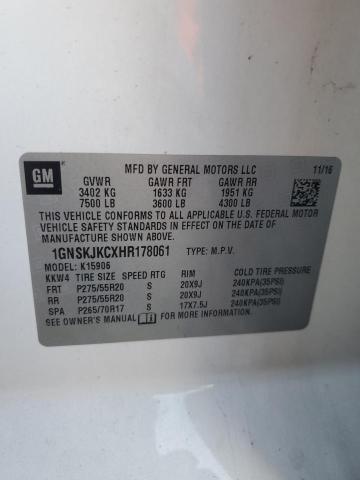 GM
MFD BY GENERAL MOTORS LLC 11/16
GVWR GAWR FRT GAWR RR
3402 KG 1633 KG 1951 KG
7500 LB 3600 LB 4300 LB
THIS VEHICLE CONFORMS TO ALL APPLICABLE U.S. FEDERAL MOTOR
VEHICLE SAFETY STANDARDS IN EFFECT ON THE DATE OF
MANUFACTURE SHOWN ABOVE.
1GNSKJKCXHR178061 TYPE: M.P.V.
MODEL: K15906
KKW4 TIRE SIZE SPEED RTG RIM COLD TIRE PRESSURE
FRT P275/55R20 S 20X9J 240KPA(35PSI)
RR P275/55R20 S 20X9J 240KPA(35PSI)
SPA P265/70R17 S 17X7.5J 240KPA(35PSI)
SEE OWNER'S MANUAL FOR MORE INFORMATION.